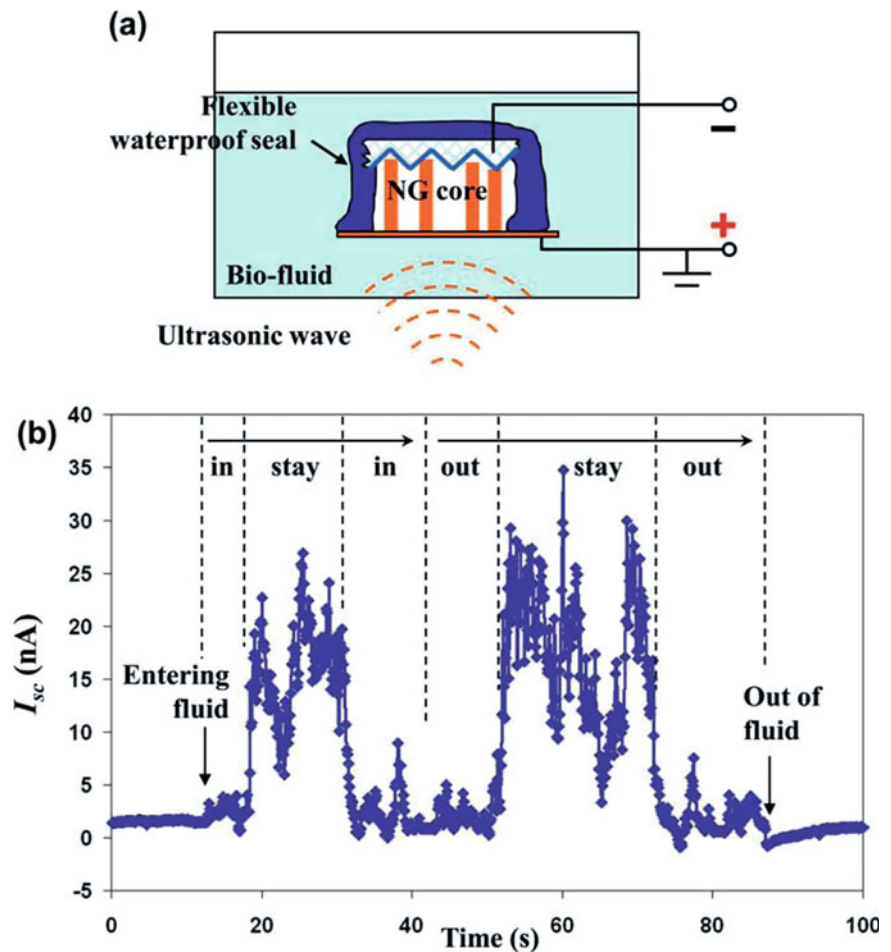 (a)
Flexible
waterproof seal
NG core
−
+
Bio-fluid
Ultrasonic wave
(b)
40
35
30
25
20
15
10
5
0
-5
I_sc (nA)
in stay in out stay out
Entering
fluid
Out of
fluid
0 20 40 60 80 100
Time (s)